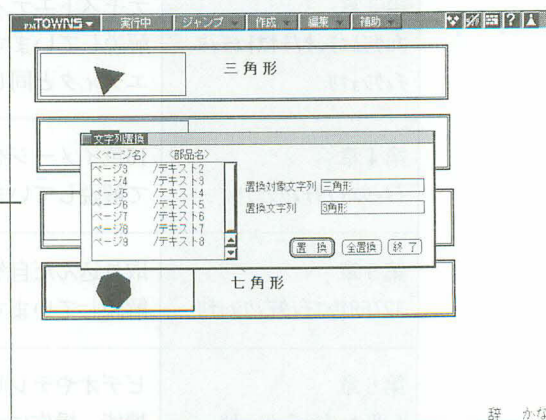 FMTOWNS▼ 実行中 ジャンプ 作成 編集 補助
三角形
文字列置換
<ページ名> <部品名>
ページ3 /テキスト2
ページ4 /テキスト3
ページ5 /テキスト4
ページ6 /テキスト5
ページ7 /テキスト6
ページ8 /テキスト7
ページ9 /テキスト8
置換対象文字列 三角形
置換文字列 3角形
置 換 全置換 終 了
七角形
辞 かな